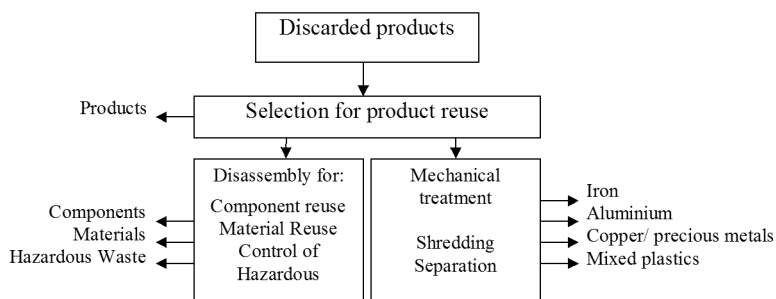 Discarded products
Products
Selection for product reuse
Disassembly for:
Component reuse
Material Reuse
Control of
Hazardous
Mechanical
treatment
Shredding
Separation
Components
Materials
Hazardous Waste
Iron
Aluminium
Copper/ precious metals
Mixed plastics